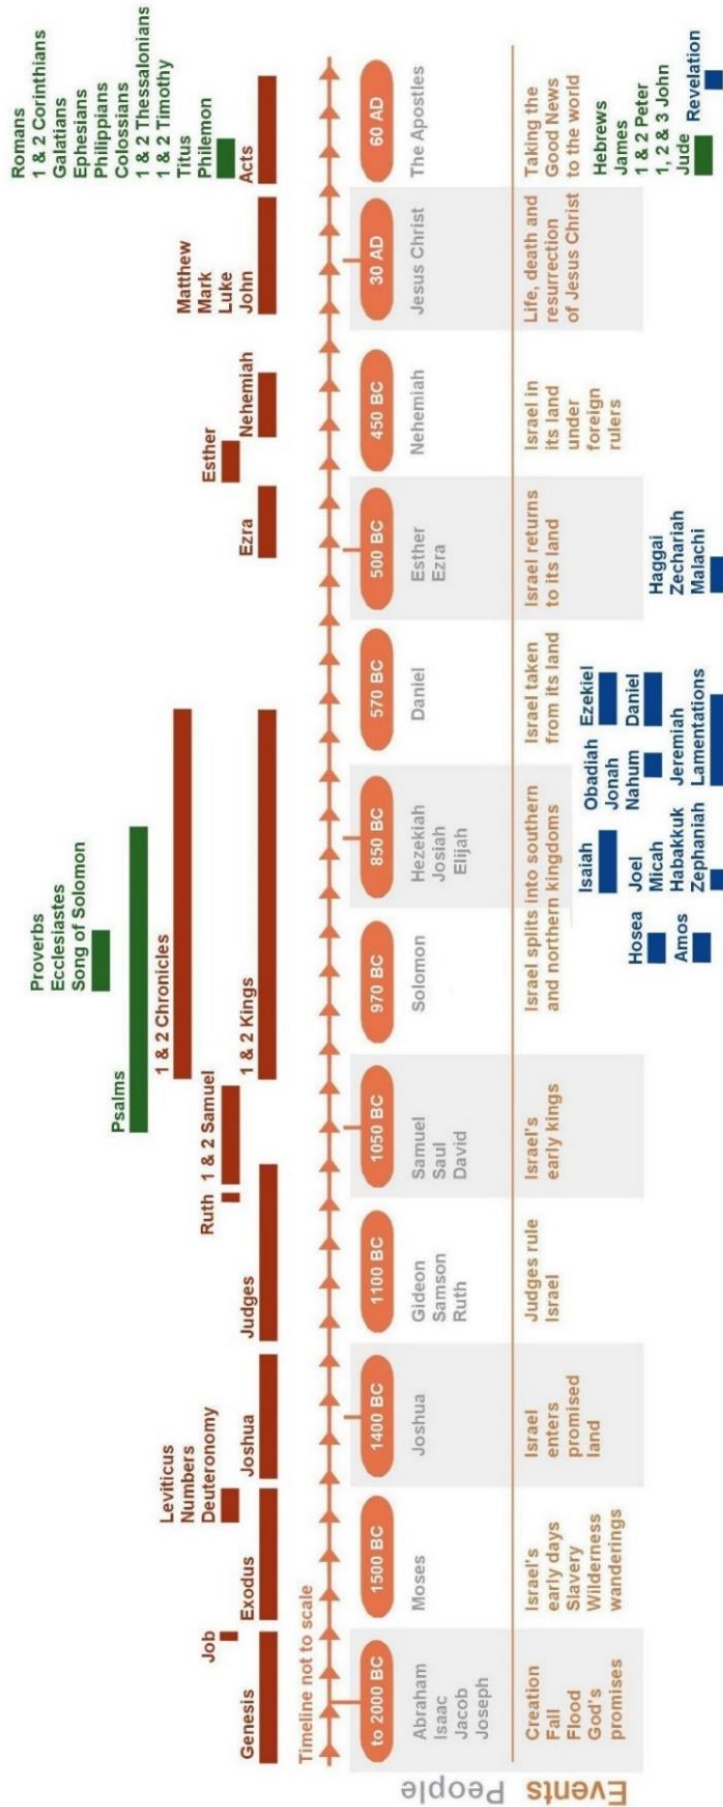 Genesis
Job
Exodus
Leviticus
Numbers
Deuteronomy
Joshua
Judges
Ruth
1 & 2 Samuel
Psalms
1 & 2 Chronicles
1 & 2 Kings
Proverbs
Ecclesiastes
Song of Solomon
Ezra
Esther
Nehemiah
Matthew
Mark
Luke
John
Romans
1 & 2 Corinthians
Galatians
Ephesians
Philippians
Colossians
1 & 2 Thessalonians
1 & 2 Timothy
Titus
Philemon
Acts
Timeline not to scale
to 2000 BC
1500 BC
1400 BC
1100 BC
1050 BC
970 BC
850 BC
570 BC
500 BC
450 BC
30 AD
60 AD
People
Abraham
Isaac
Jacob
Joseph
Moses
Joshua
Gideon
Samson
Ruth
Samuel
Saul
David
Solomon
Hezekiah
Josiah
Elijah
Daniel
Esther
Ezra
Nehemiah
Jesus Christ
The Apostles
Events
Creation
Fall
Flood
God's
promises
Israel's
early days
Slavery
Wilderness
wanderings
Israel
enters
promised
land
Judges rule
Israel
Israel's
early kings
Israel splits into southern
and northern kingdoms
Israel taken
from its land
Israel returns
to its land
Israel in
its land
under
foreign
rulers
Life, death and
resurrection
of Jesus Christ
Taking the
Good News
to the world
Hosea
Amos
Isaiah
Joel
Micah
Habakkuk
Zephaniah
Obadiah
Jonah
Nahum
Jeremiah
Lamentations
Ezekiel
Daniel
Haggai
Zechariah
Malachi
Hebrews
James
1 & 2 Peter
1, 2 & 3 John
Jude
Revelation